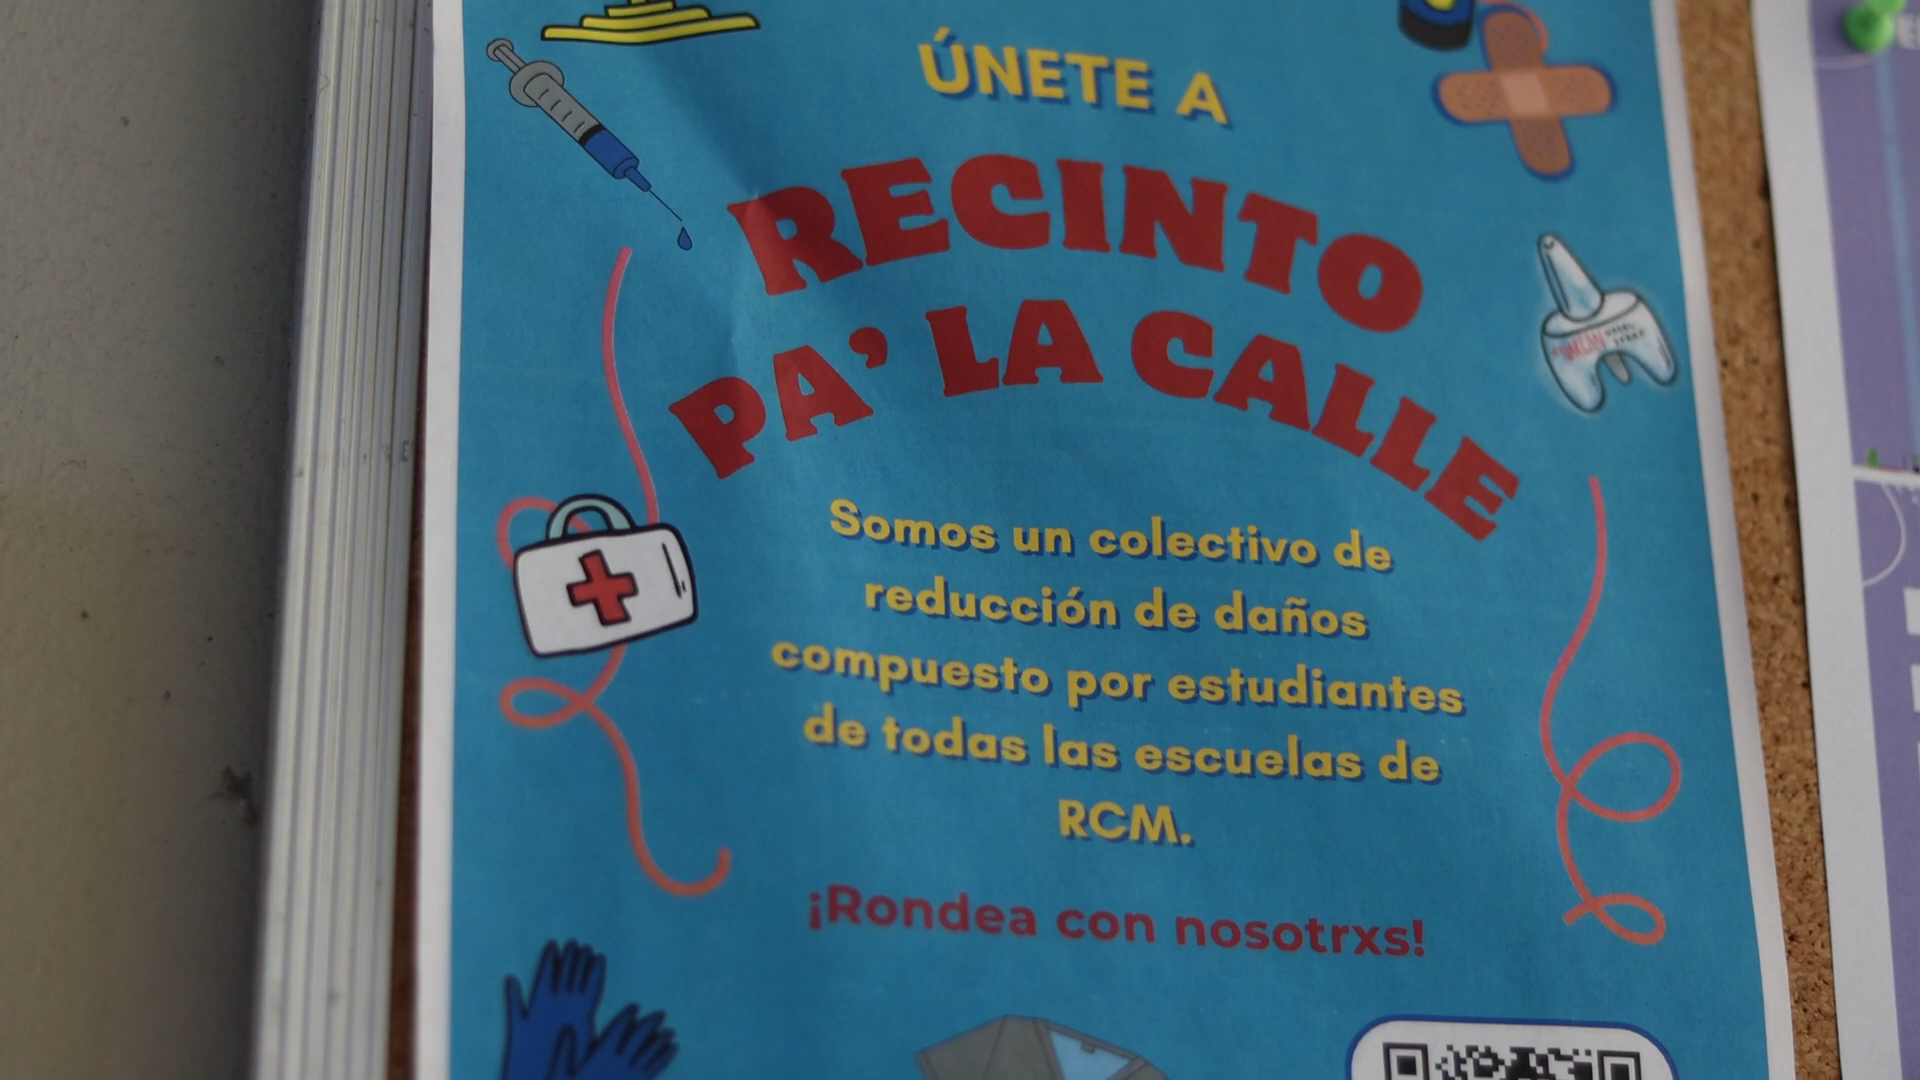 ÚNETE A
RECINTO
PA' LA CALLE
Somos un colectivo de
reducción de daños
compuesto por estudiantes
de todas las escuelas de
RCM.
¡Rondea con nosotrxs!